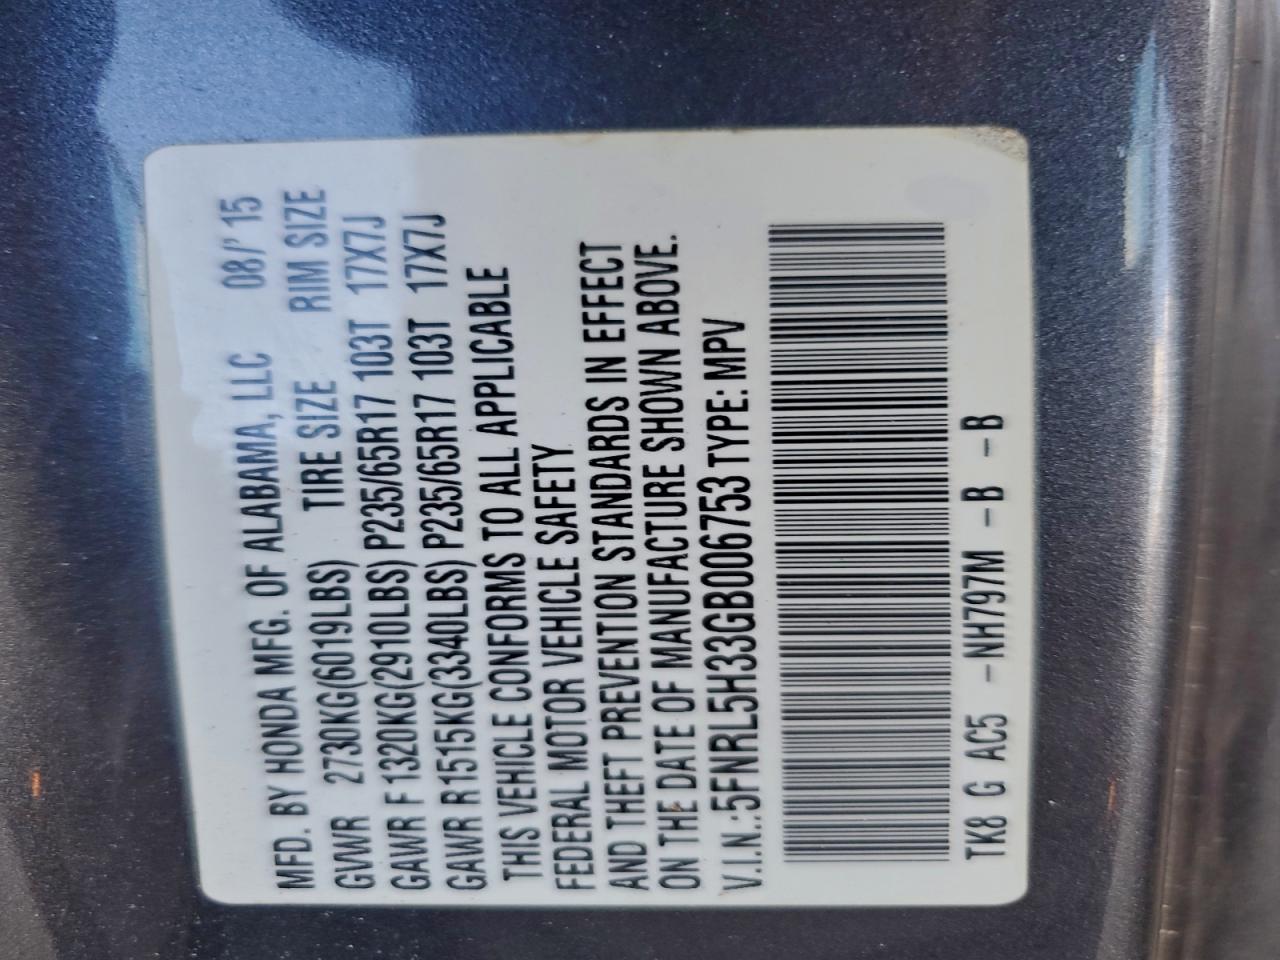 MFD. BY HONDA MFG. OF ALABAMA, LLC 08/'15
GVWR 2730KG(6019LBS) TIRE SIZE RIM SIZE
GAWR F 1320KG(2910LBS) P235/65R17 103T 17X7J
GAWR R1515KG(3340LBS) P235/65R17 103T 17X7J
THIS VEHICLE CONFORMS TO ALL APPLICABLE
FEDERAL MOTOR VEHICLE SAFETY
AND THEFT PREVENTION STANDARDS IN EFFECT
ON THE DATE OF MANUFACTURE SHOWN ABOVE.
V.I.N.:5FNRL5H33GB006753 TYPE: MPV
TK8 G AC5 -NH797M -B -B